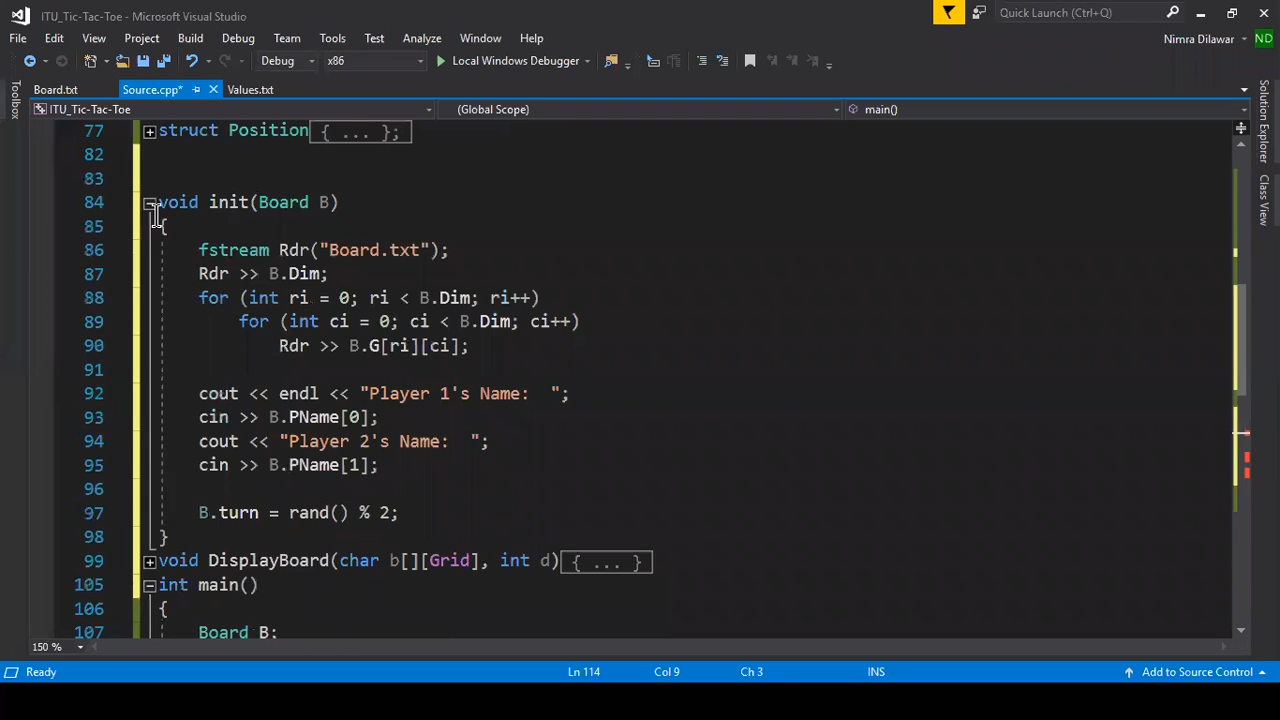 ITU_Tic-Tac-Toe - Microsoft Visual Studio
Quick Launch (Ctrl+Q)
File Edit View Project Build Debug Team Tools Test Analyze Window Help
Nimra Dilawar ND
Debug x86 Local Windows Debugger
Board.txt Source.cpp* Values.txt
ITU_Tic-Tac-Toe (Global Scope) main()
Toolbox
Solution Explorer
Class View
77 struct Position{ ... };
82
83
84 void init(Board B)
85 {
86 fstream Rdr("Board.txt");
87 Rdr >> B.Dim;
88 for (int ri = 0; ri < B.Dim; ri++)
89 for (int ci = 0; ci < B.Dim; ci++)
90 Rdr >> B.G[ri][ci];
91
92 cout << endl << "Player 1's Name:  ";
93 cin >> B.PName[0];
94 cout << "Player 2's Name:  ";
95 cin >> B.PName[1];
96
97 B.turn = rand() % 2;
98 }
99 void DisplayBoard(char b[][Grid], int d){ ... }
105 int main()
106 {
107 Board B;
150 %
Ready Ln 114 Col 9 Ch 3 INS Add to Source Control